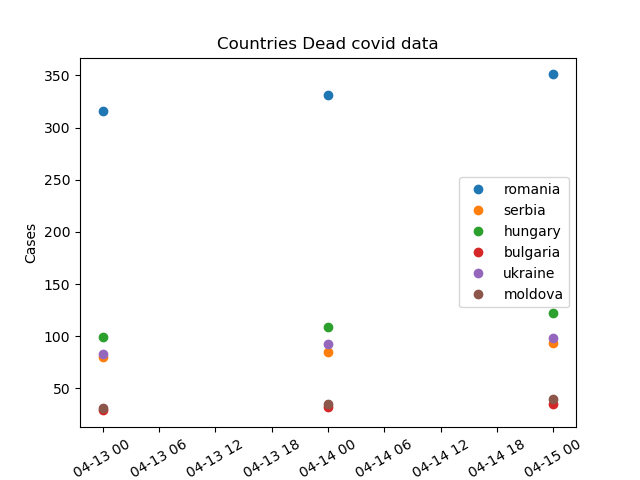 Countries Dead covid data
Cases
350
300
250
200
150
100
50
romania
serbia
hungary
bulgaria
ukraine
moldova
04-13 00
04-13 06
04-13 12
04-13 18
04-14 00
04-14 06
04-14 12
04-14 18
04-15 00